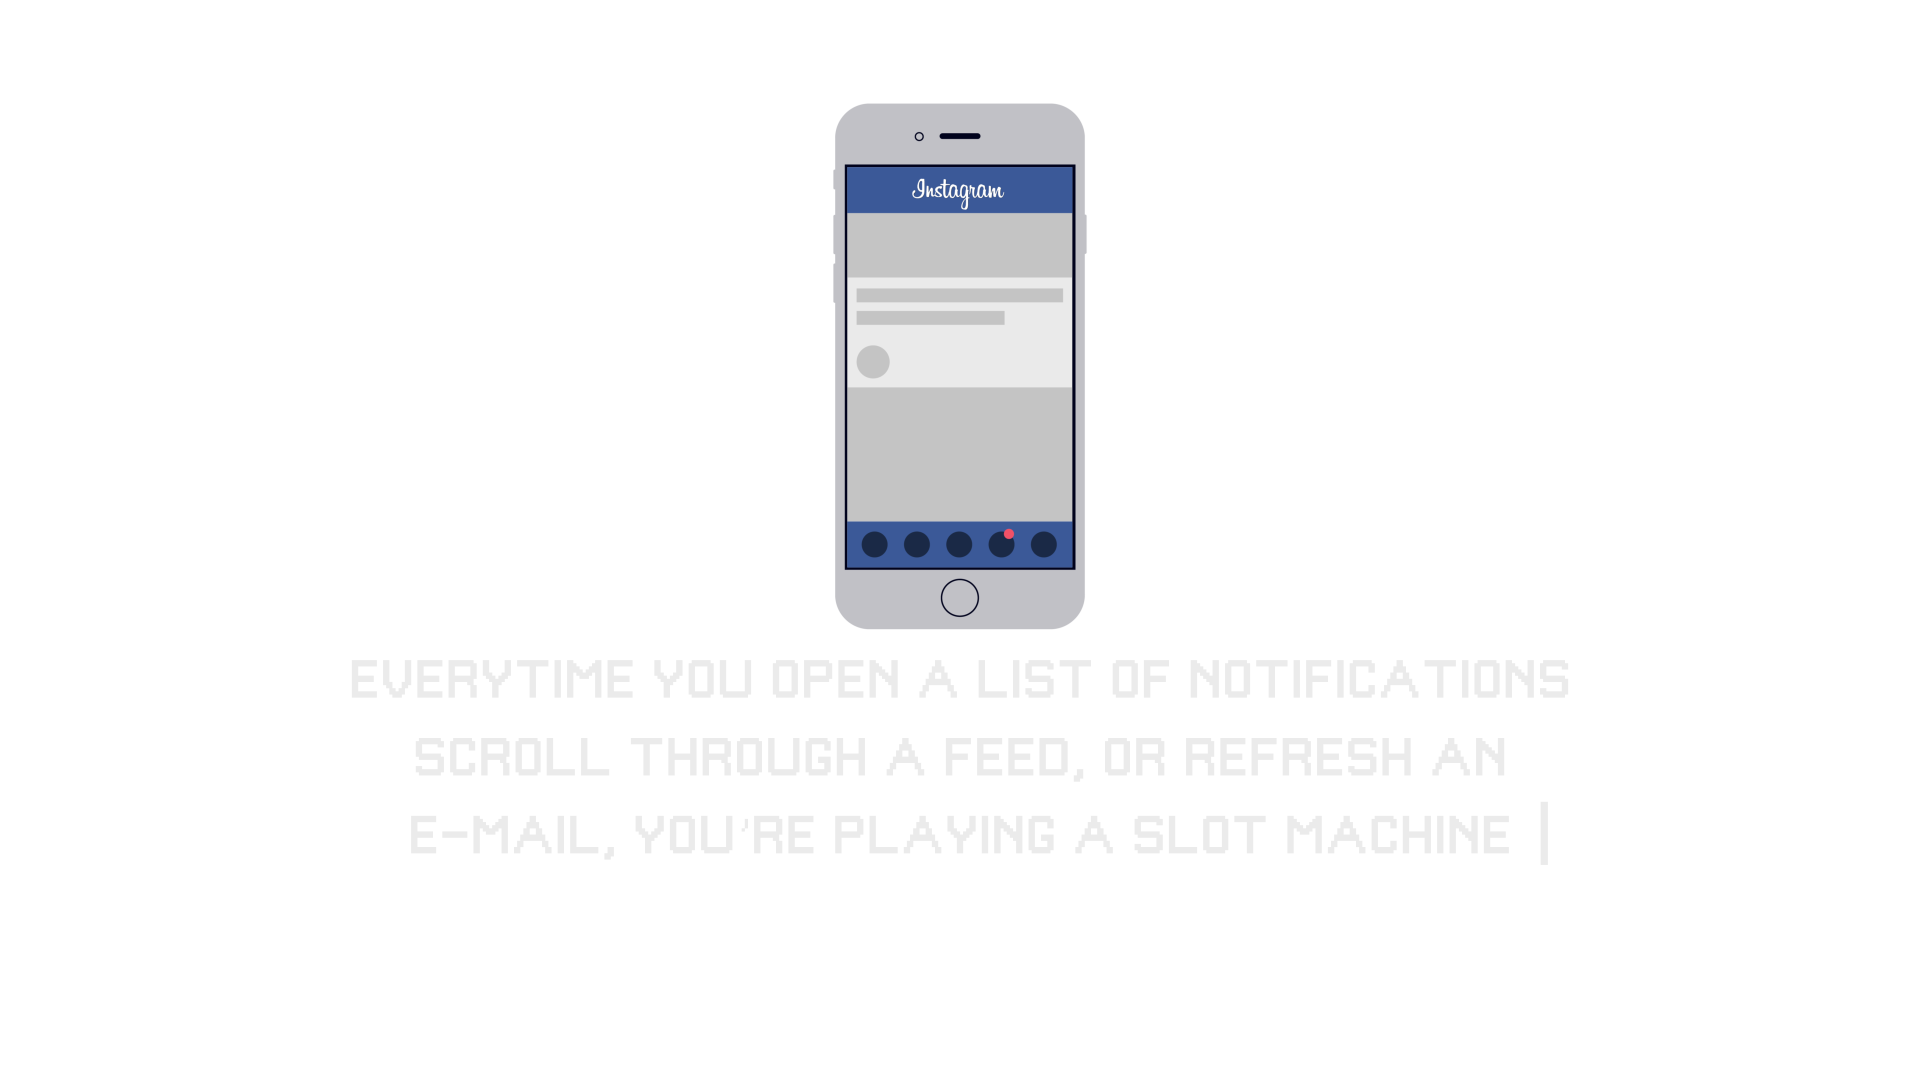 Instagram
EVERYTIME YOU OPEN A LIST OF NOTIFICATIONS
SCROLL THROUGH A FEED, OR REFRESH AN
E-MAIL, YOU'RE PLAYING A SLOT MACHINE |